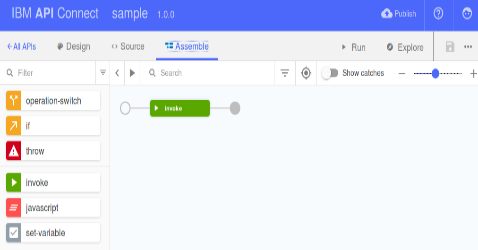 IBM API Connect sample 1.0.0 Publish
All APIs Design Source Assemble Run Explore
Filter Search Show catches
operation-switch
invoke
if
throw
invoke
javascript
set-variable